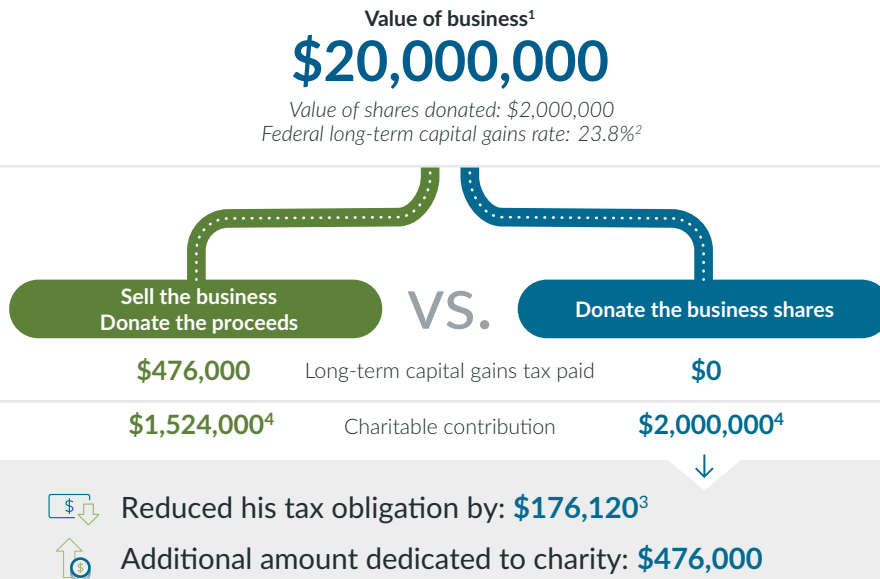 Value of business¹
$20,000,000
Value of shares donated: $2,000,000
Federal long-term capital gains rate: 23.8%²
Sell the business
Donate the proceeds
vs.
Donate the business shares
$476,000 Long-term capital gains tax paid $0
$1,524,000⁴ Charitable contribution $2,000,000⁴
$ Reduced his tax obligation by: $176,120³
$ Additional amount dedicated to charity: $476,000